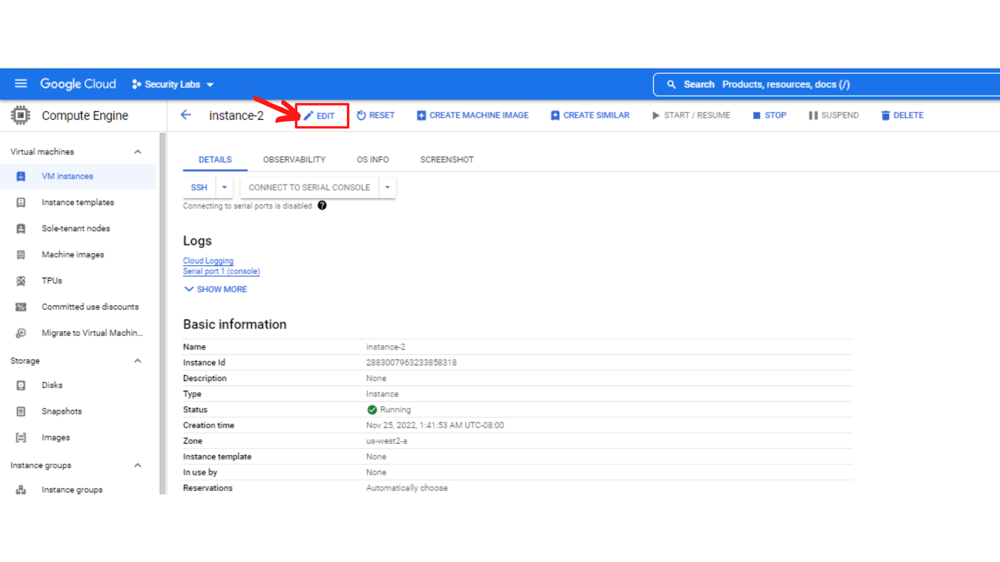 Google Cloud Security Labs Search Products, resources, docs (/)
Compute Engine instance-2 EDIT RESET CREATE MACHINE IMAGE CREATE SIMILAR START / RESUME STOP SUSPEND DELETE
Virtual machines
VM instances
Instance templates
Sole-tenant nodes
Machine images
TPUs
Committed use discounts
Migrate to Virtual Machin...
Storage
Disks
Snapshots
Images
Instance groups
Instance groups
DETAILS OBSERVABILITY OS INFO SCREENSHOT
SSH CONNECT TO SERIAL CONSOLE
Connecting to serial ports is disabled ?
Logs
Cloud Logging
Serial port 1 (console)
SHOW MORE
Basic information
Name instance-2
Instance Id 2883007963233858318
Description None
Type Instance
Status Running
Creation time Nov 25, 2022, 1:41:53 AM UTC-08:00
Zone us-west2-a
Instance template None
In use by None
Reservations Automatically choose